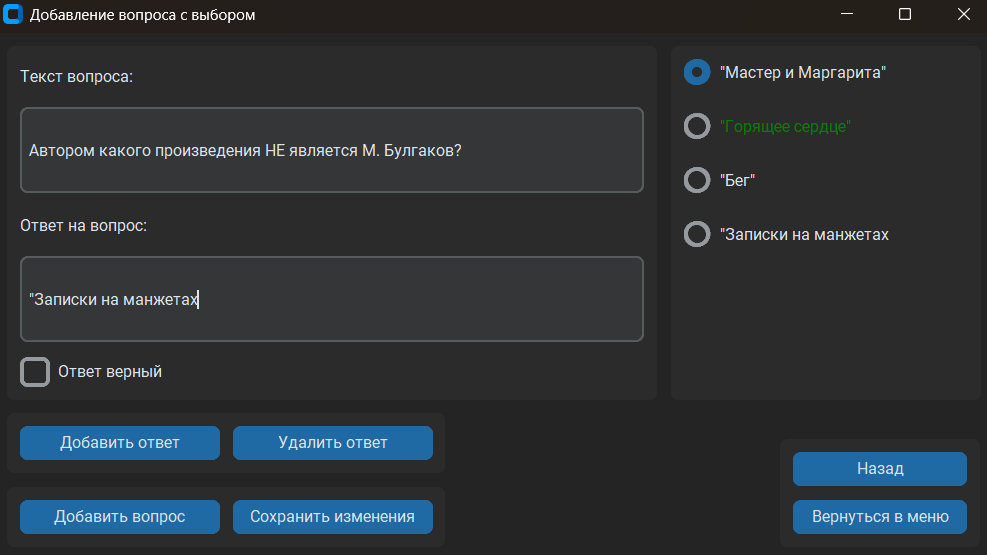 Добавление вопроса с выбором
Текст вопроса:
Автором какого произведения НЕ является М. Булгаков?
Ответ на вопрос:
"Записки на манжетах
Ответ верный
"Мастер и Маргарита"
"Горящее сердце"
"Бег"
"Записки на манжетах
Добавить ответ
Удалить ответ
Добавить вопрос
Сохранить изменения
Назад
Вернуться в меню